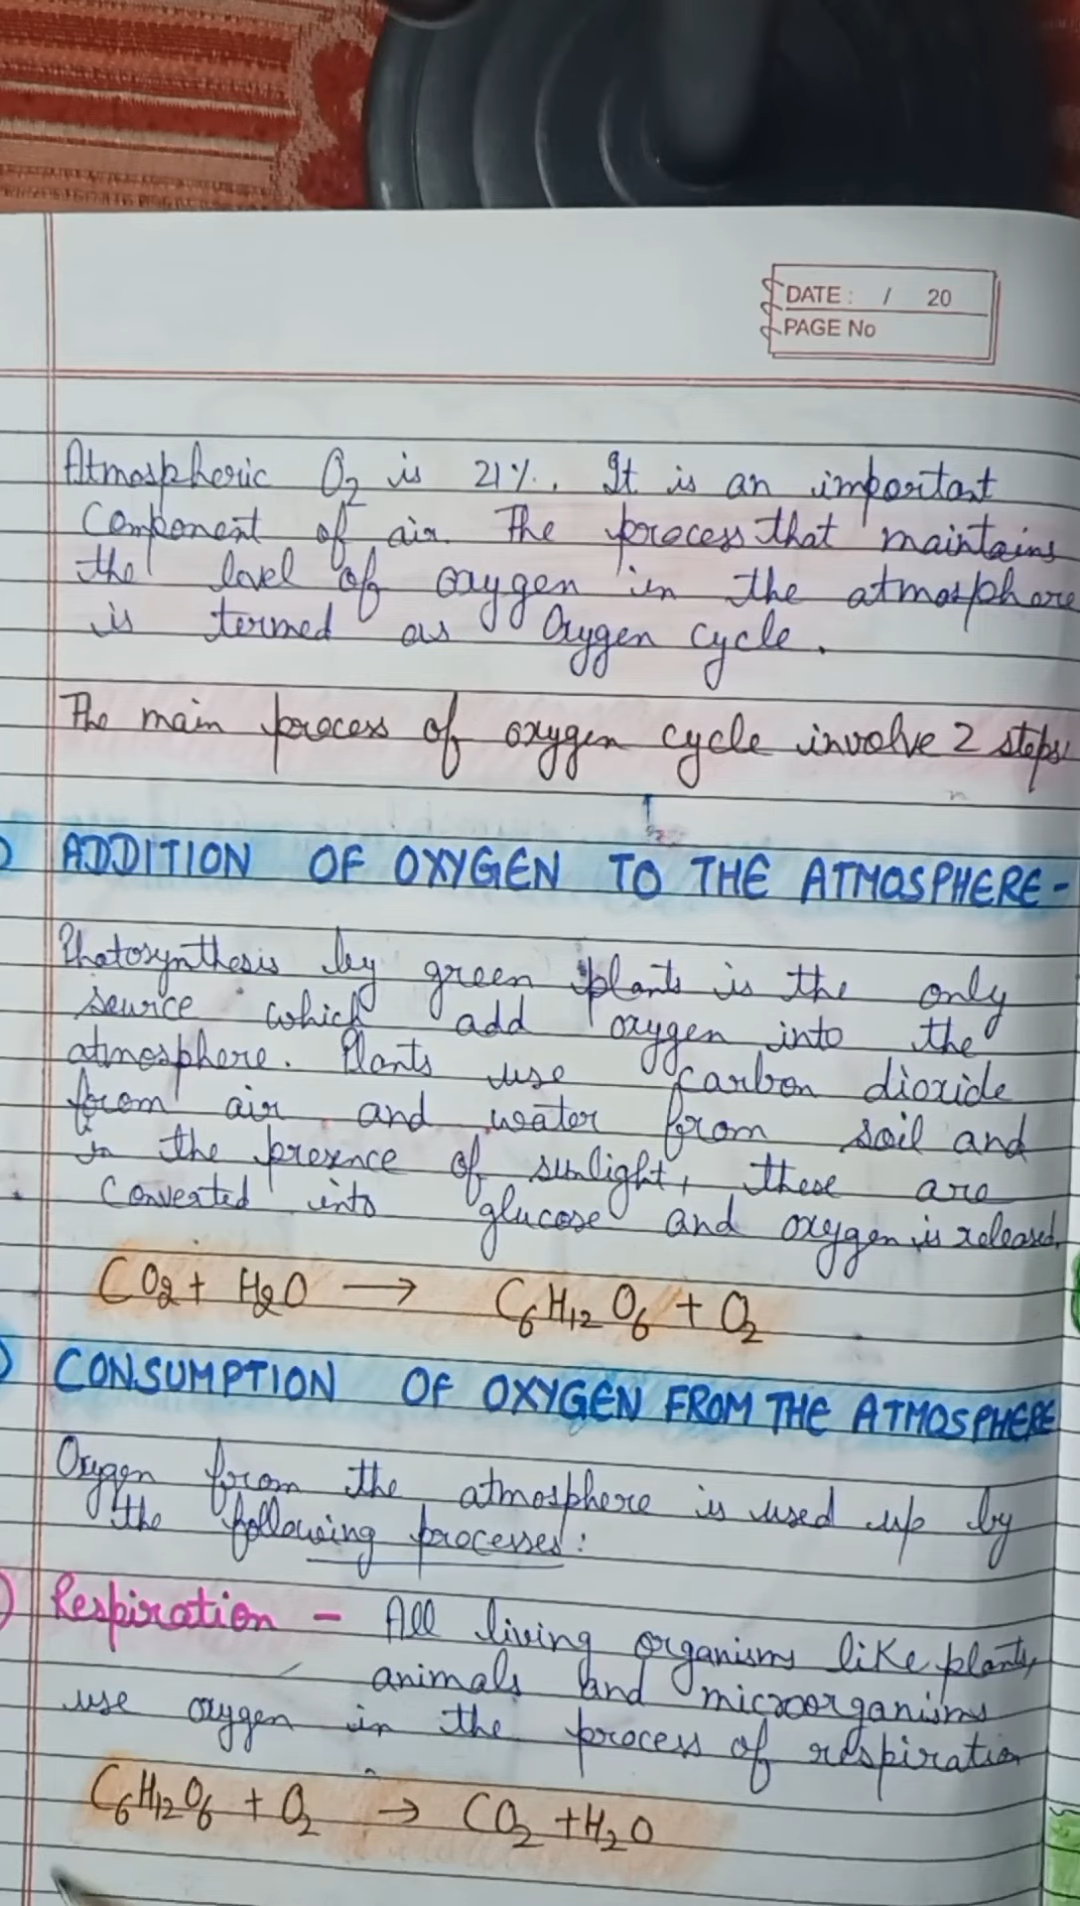 DATE: / 20
PAGE No
Atmospheric O2 is 21%. It is an important
Component of air. The process that maintains
the level of oxygen in the atmosphere
is termed as Oxygen cycle.
The main process of oxygen cycle involve 2 steps
ADDITION OF OXYGEN TO THE ATMOSPHERE -
Photosynthesis by green plants is the only
source which add oxygen into the
atmosphere. Plants use carbon dioxide
from air and water from soil and
in the presence of sunlight, these are
Converted into glucose and oxygen is released.
CO2 + H2O → C6H12O6 + O2
CONSUMPTION OF OXYGEN FROM THE ATMOSPHERE
Oxygen from the atmosphere is used up by
the following processes:
Respiration - All living organisms like plants,
animals and microorganisms
use oxygen in the process of respiration
C6H12O6 + O2 → CO2 + H2O